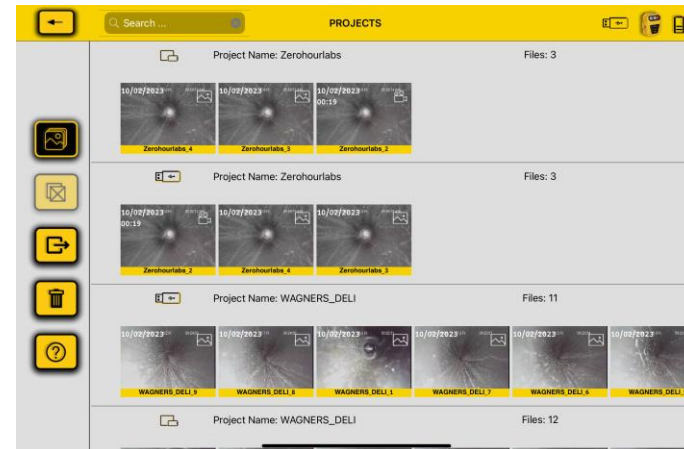 Search ...
PROJECTS
Project Name: Zerohourlabs Files: 3
10/02/2023 10/02/2023 10/02/2023
00:19
Zerohourlabs_4 Zerohourlabs_3 Zerohourlabs_2
Project Name: Zerohourlabs Files: 3
10/02/2023 10/02/2023 10/02/2023
00:19
Zerohourlabs_2 Zerohourlabs_4 Zerohourlabs_3
Project Name: WAGNERS_DELI Files: 11
10/02/2023 10/02/2023 10/02/2023 10/02/2023 10/02/2023 10/02/2023
WAGNERS_DELI_9 WAGNERS_DELI_8 WAGNERS_DELI_1 WAGNERS_DELI_7 WAGNERS_DELI_6 WAGNERS_DELI_
Project Name: WAGNERS_DELI Files: 12